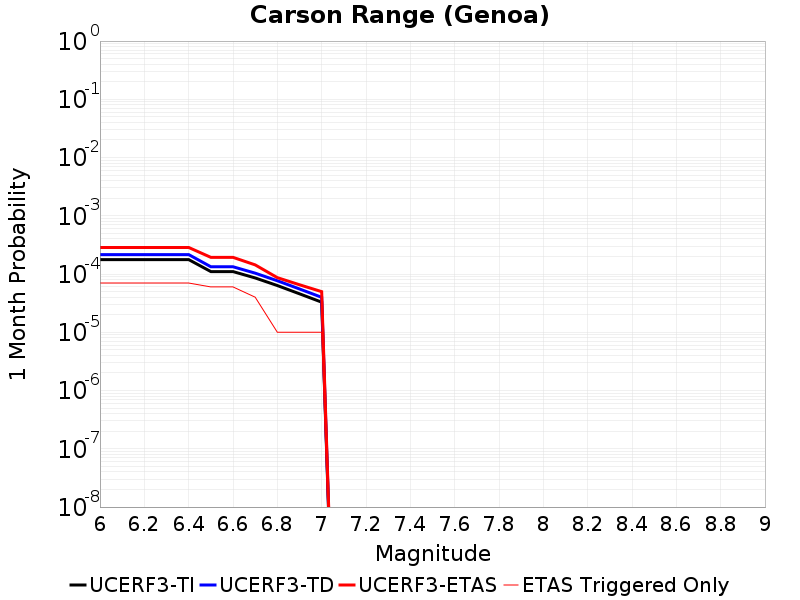 Carson Range (Genoa)
1 Month Probability
10^0
10^-1
10^-2
10^-3
10^-4
10^-5
10^-6
10^-7
10^-8
6 6.2 6.4 6.6 6.8 7 7.2 7.4 7.6 7.8 8 8.2 8.4 8.6 8.8 9
Magnitude
UCERF3-TI UCERF3-TD UCERF3-ETAS ETAS Triggered Only